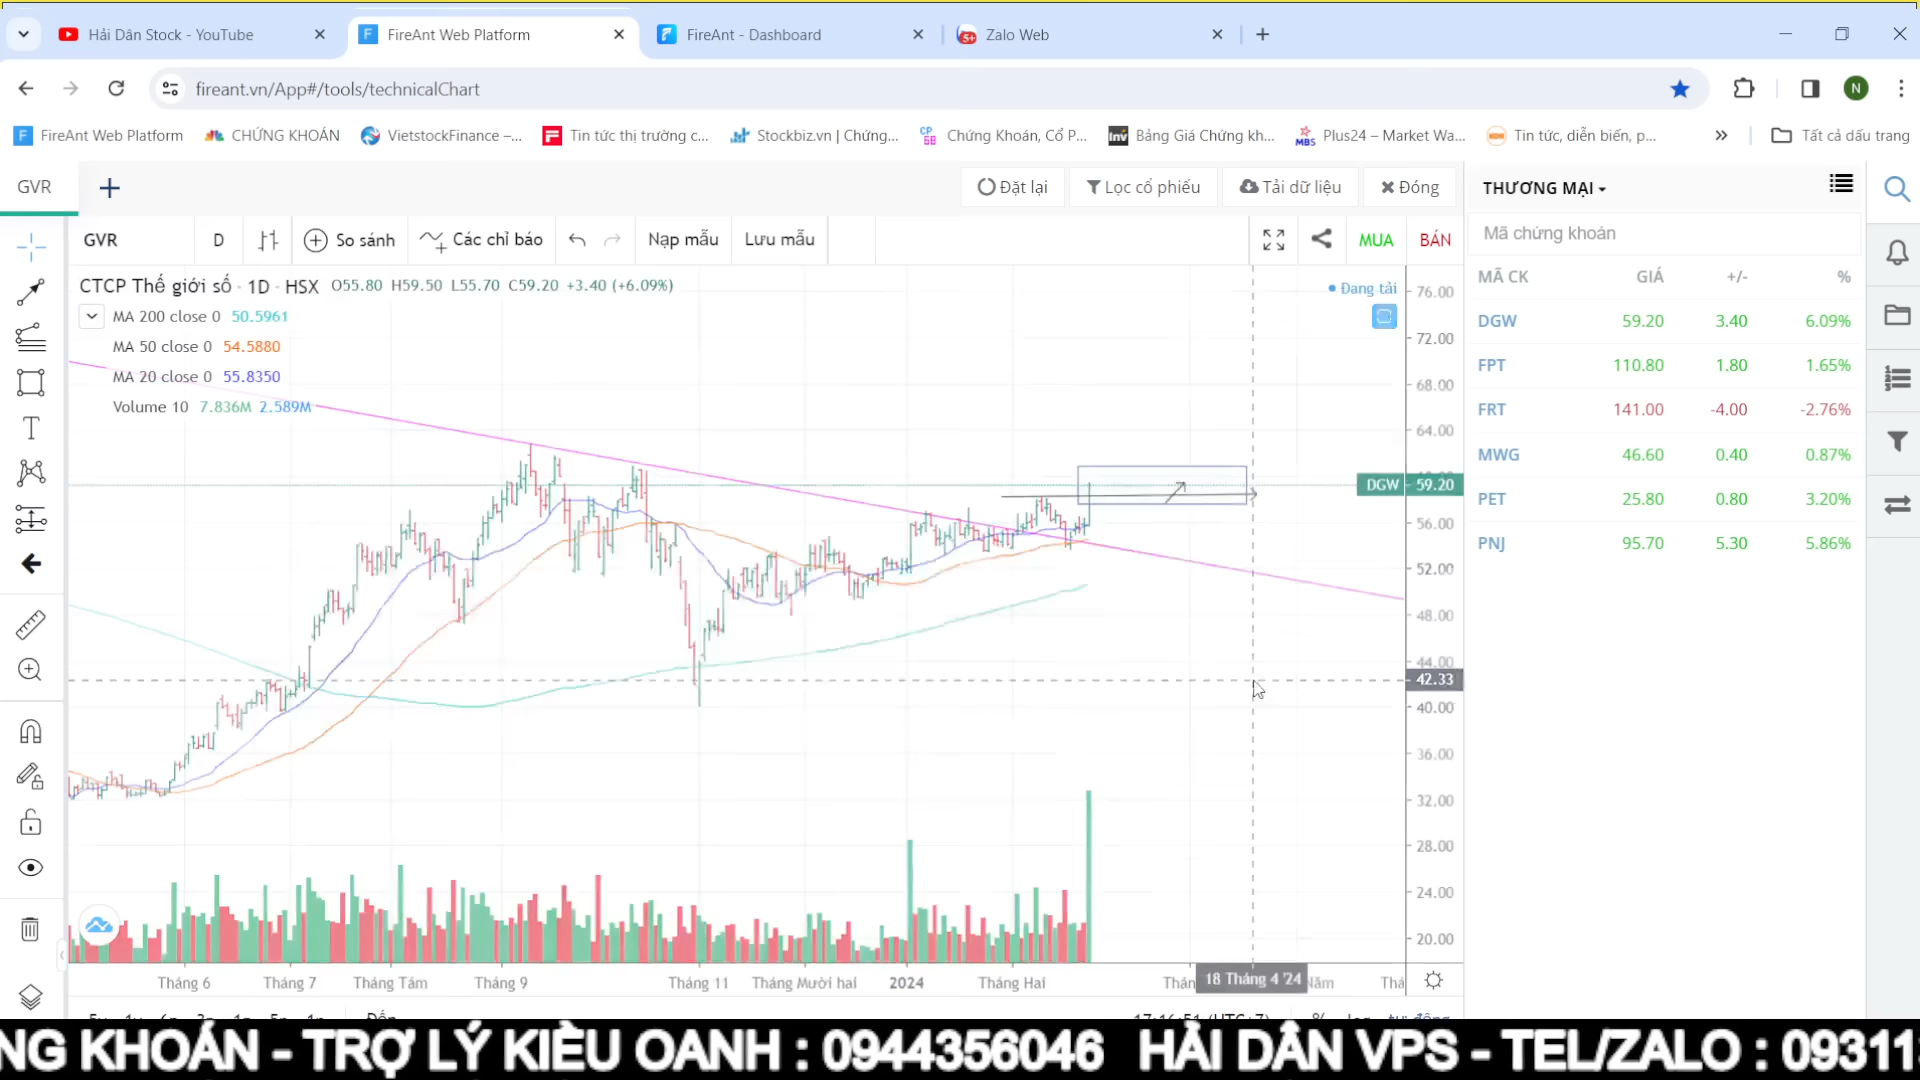 Hải Dân Stock - YouTube
FireAnt Web Platform
FireAnt - Dashboard
Zalo Web
fireant.vn/App#/tools/technicalChart
N
FireAnt Web Platform
CHỨNG KHOÁN
VietstockFinance –...
Tin tức thị trường c...
Stockbiz.vn | Chứng...
Chứng Khoán, Cổ P...
Bảng Giá Chứng kh...
Plus24 – Market Wa...
Tin tức, diễn biến, p...
Tất cả dấu trang
GVR
Đặt lại
Lọc cổ phiếu
Tải dữ liệu
Đóng
THƯƠNG MẠI
GVR D
So sánh
Các chỉ báo
Nạp mẫu
Lưu mẫu
MUA
BÁN
Mã chứng khoán
CTCP Thế giới số · 1D · HSX O55.80 H59.50 L55.70 C59.20 +3.40 (+6.09%)
Đang tải
MA 200 close 0 50.5961
MA 50 close 0 54.5880
MA 20 close 0 55.8350
Volume 10 7.836M 2.589M
MÃ CK GIÁ +/- %
DGW 59.20 3.40 6.09%
FPT 110.80 1.80 1.65%
FRT 141.00 -4.00 -2.76%
MWG 46.60 0.40 0.87%
PET 25.80 0.80 3.20%
PNJ 95.70 5.30 5.86%
76.00
72.00
68.00
64.00
DGW 59.20
56.00
52.00
48.00
44.00
42.33
40.00
36.00
32.00
28.00
24.00
20.00
Tháng 6 Tháng 7 Tháng Tám Tháng 9 Tháng 11 Tháng Mười hai 2024 Tháng Hai 18 Tháng 4 '24
NG KHOÁN - TRỢ LÝ KIỀU OANH : 0944356046 HẢI DÂN VPS - TEL/ZALO : 09311